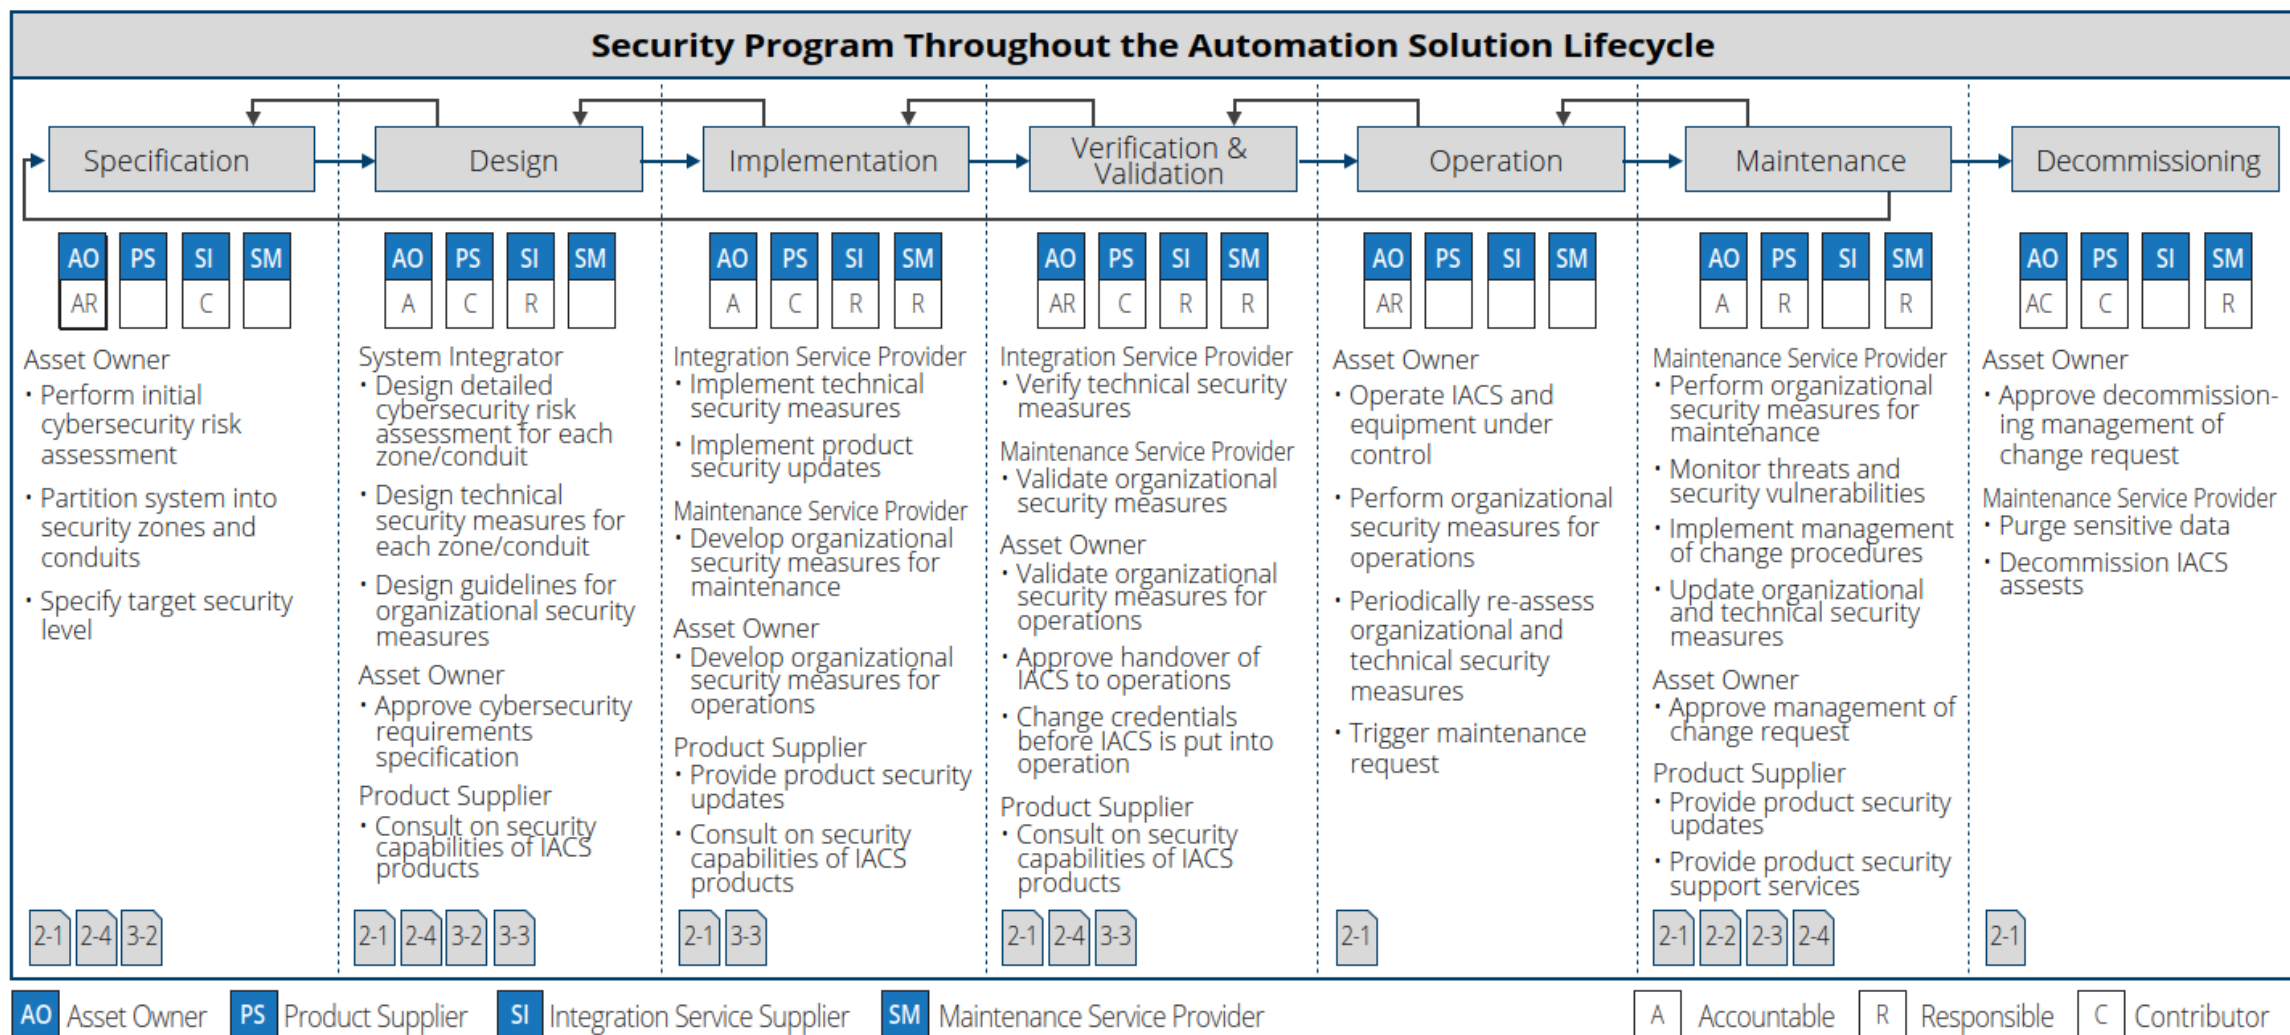 Security Program Throughout the Automation Solution Lifecycle
Specification
Design
Implementation
Verification &
Validation
Operation
Maintenance
Decommissioning
AO PS SI SM
AR C
Asset Owner
• Perform initial
cybersecurity risk
assessment
• Partition system into
security zones and
conduits
• Specify target security
level
2-1 2-4 3-2
AO PS SI SM
A C R
System Integrator
• Design detailed
cybersecurity risk
assessment for each
zone/conduit
• Design technical
security measures for
each zone/conduit
• Design guidelines for
organizational security
measures
Asset Owner
• Approve cybersecurity
requirements
specification
Product Supplier
• Consult on security
capabilities of IACS
products
2-1 2-4 3-2 3-3
AO PS SI SM
A C R R
Integration Service Provider
• Implement technical
security measures
• Implement product
security updates
Maintenance Service Provider
• Develop organizational
security measures for
maintenance
Asset Owner
• Develop organizational
security measures for
operations
Product Supplier
• Provide product security
updates
• Consult on security
capabilities of IACS
products
2-1 3-3
AO PS SI SM
AR C R R
Integration Service Provider
• Verify technical security
measures
Maintenance Service Provider
• Validate organizational
security measures
Asset Owner
• Validate organizational
security measures for
operations
• Approve handover of
IACS to operations
• Change credentials
before IACS is put into
operation
Product Supplier
• Consult on security
capabilities of IACS
products
2-1 2-4 3-3
AO PS SI SM
AR
Asset Owner
• Operate IACS and
equipment under
control
• Perform organizational
security measures for
operations
• Periodically re-assess
organizational and
technical security
measures
• Trigger maintenance
request
2-1
AO PS SI SM
A R R
Maintenance Service Provider
• Perform organizational
security measures for
maintenance
• Monitor threats and
security vulnerabilities
• Implement management
of change procedures
• Update organizational
and technical security
measures
Asset Owner
• Approve management of
change request
Product Supplier
• Provide product security
updates
• Provide product security
support services
2-1 2-2 2-3 2-4
AO PS SI SM
AC C R
Asset Owner
• Approve decommission-
ing management of
change request
Maintenance Service Provider
• Purge sensitive data
• Decommission IACS
assests
2-1
AO Asset Owner PS Product Supplier SI Integration Service Supplier SM Maintenance Service Provider A Accountable R Responsible C Contributor